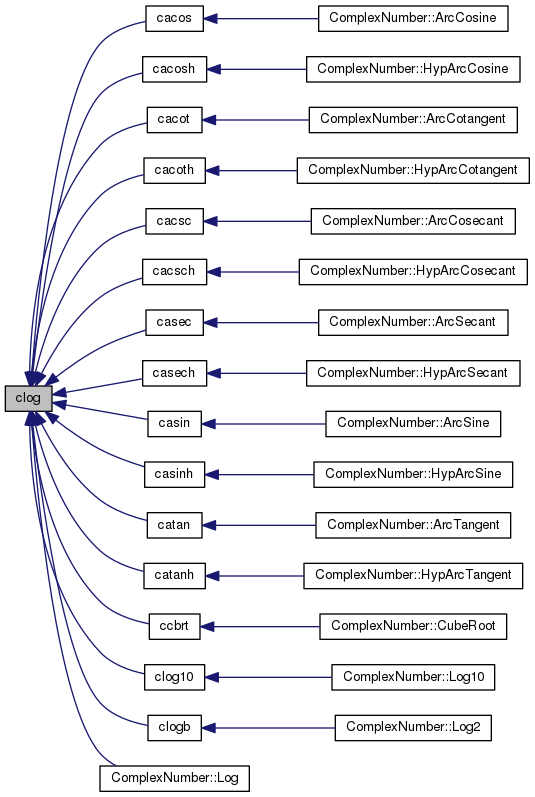 cacos
ComplexNumber::ArcCosine
cacosh
ComplexNumber::HypArcCosine
cacot
ComplexNumber::ArcCotangent
cacoth
ComplexNumber::HypArcCotangent
cacsc
ComplexNumber::ArcCosecant
cacsch
ComplexNumber::HypArcCosecant
casec
ComplexNumber::ArcSecant
casech
ComplexNumber::HypArcSecant
clog
casin
ComplexNumber::ArcSine
casinh
ComplexNumber::HypArcSine
catan
ComplexNumber::ArcTangent
catanh
ComplexNumber::HypArcTangent
ccbrt
ComplexNumber::CubeRoot
clog10
ComplexNumber::Log10
clogb
ComplexNumber::Log2
ComplexNumber::Log